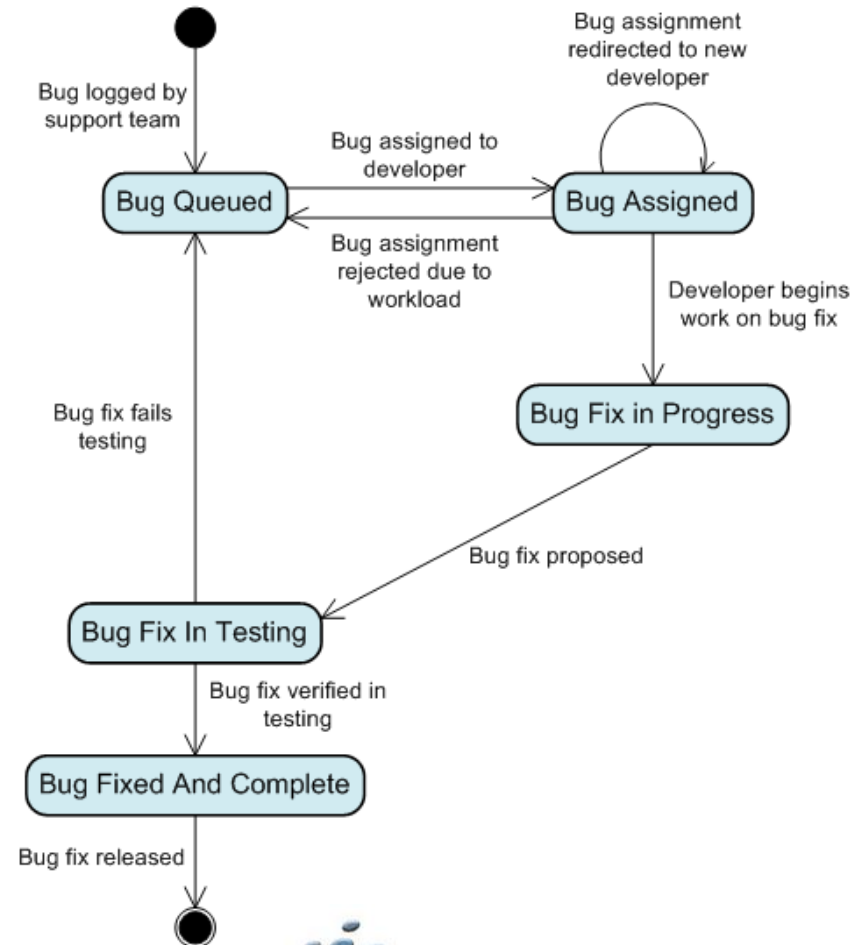 Bug assignment
redirected to new
developer
Bug logged by
support team
Bug assigned to
developer
Bug Queued
Bug Assigned
Bug assignment
rejected due to
workload
Developer begins
work on bug fix
Bug fix fails
testing
Bug Fix in Progress
Bug fix proposed
Bug Fix In Testing
Bug fix verified in
testing
Bug Fixed And Complete
Bug fix released